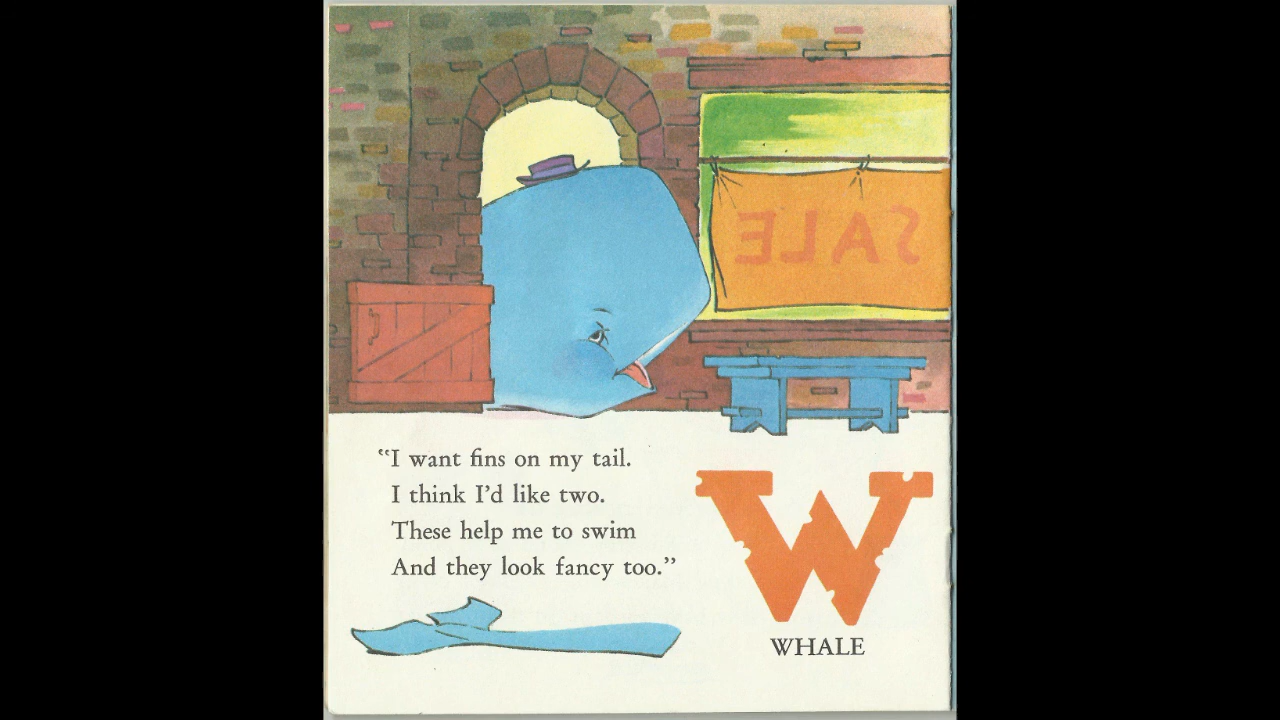 SALE
"I want fins on my tail.
I think I'd like two.
These help me to swim
And they look fancy too."
W
WHALE